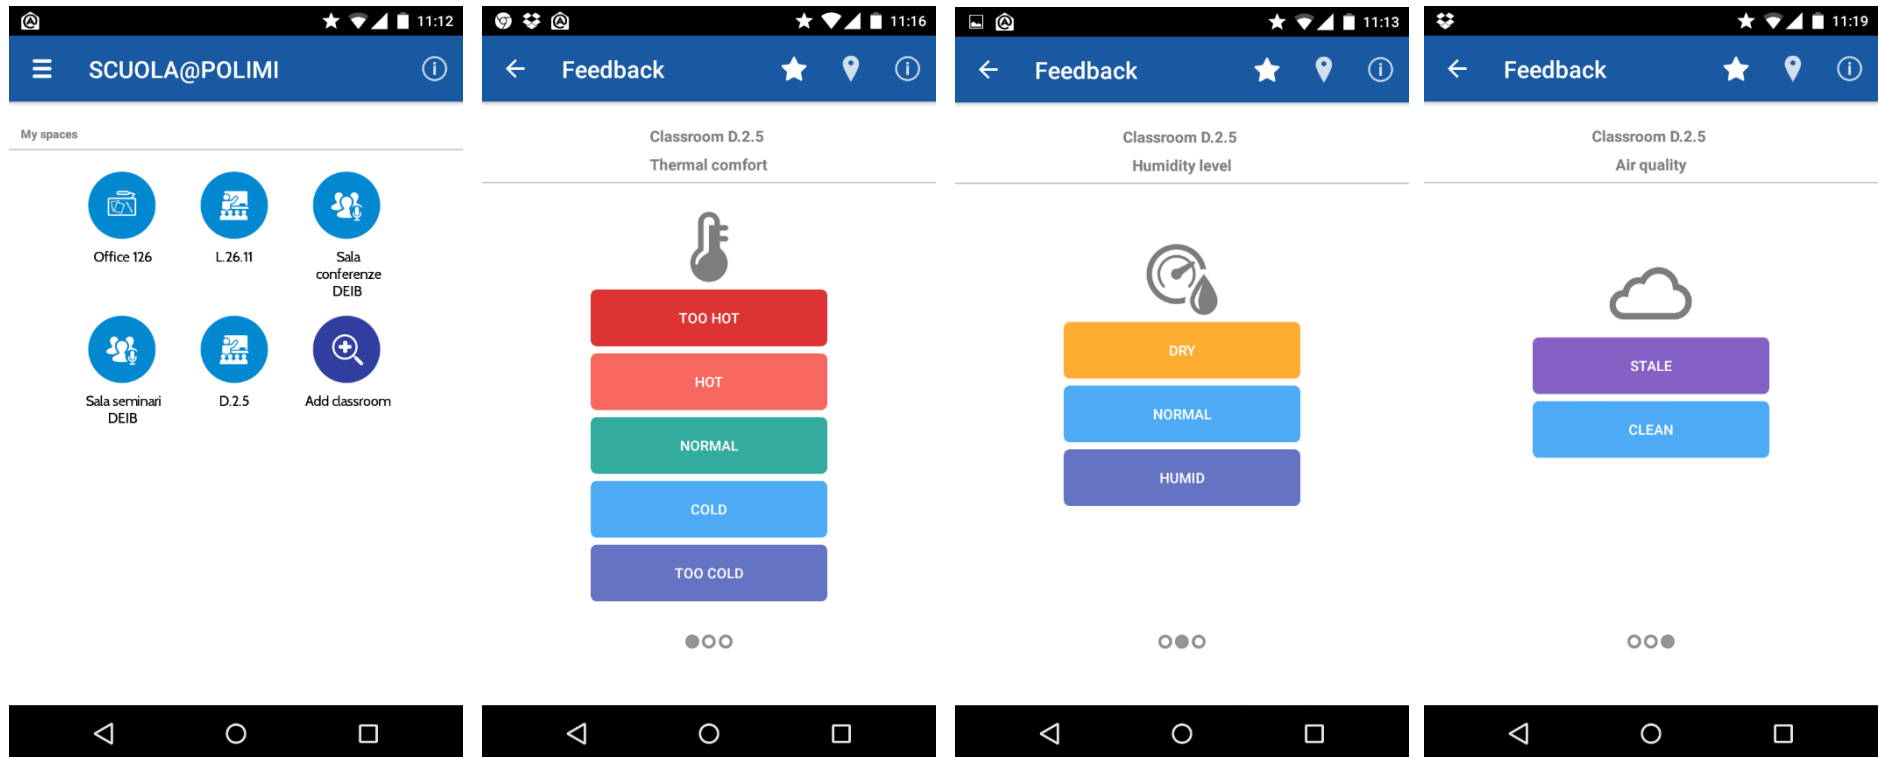 11:12
SCUOLA@POLIMI
My spaces
Office 126
L.26.11
Sala
conferenze
DEIB
Sala seminari
DEIB
D.2.5
Add classroom
11:16
Feedback
Classroom D.2.5
Thermal comfort
TOO HOT
HOT
NORMAL
COLD
TOO COLD
11:13
Feedback
Classroom D.2.5
Humidity level
DRY
NORMAL
HUMID
11:19
Feedback
Classroom D.2.5
Air quality
STALE
CLEAN